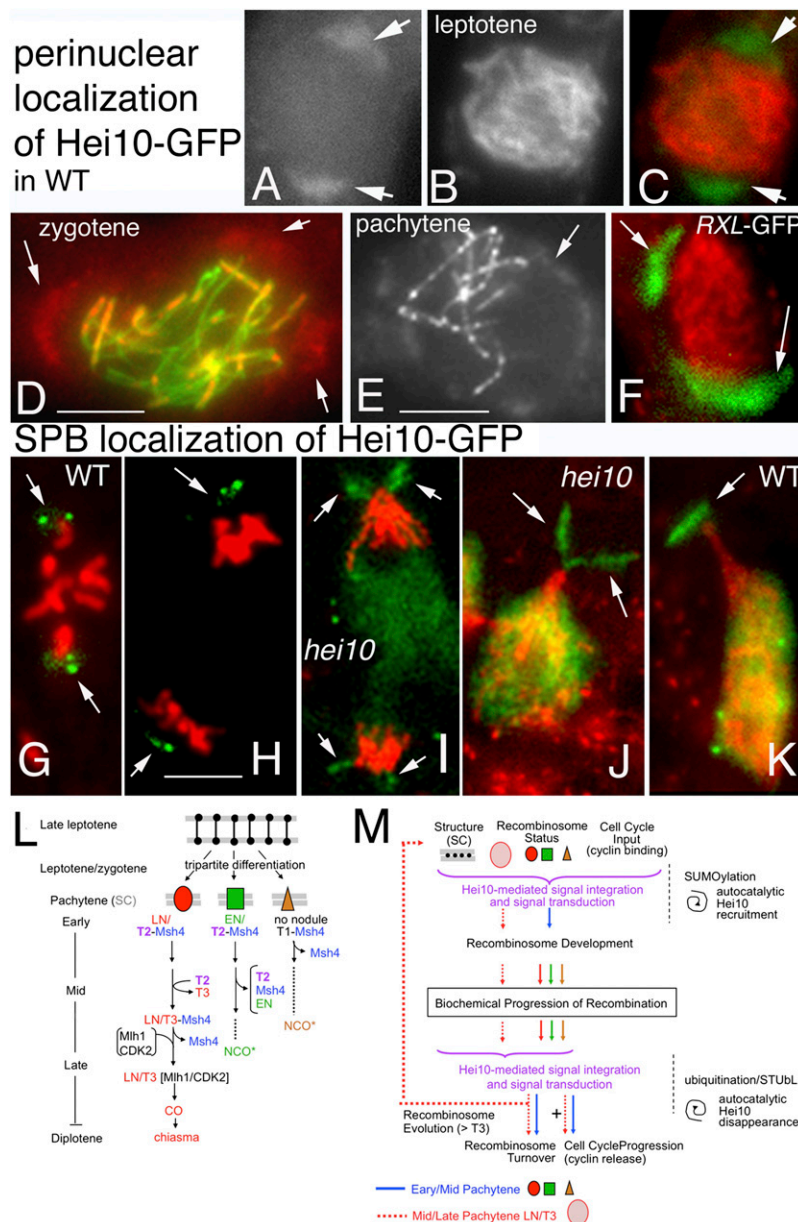 perinuclear
localization
of Hei10-GFP
in WT
A
leptotene
B
C
zygotene
D
pachytene
E
RXL-GFP
F
SPB localization of Hei10-GFP
WT
G
H
hei10
I
hei10
J
WT
K
L
Late leptotene
Leptotene/zygotene
tripartite differentiation
Pachytene (SC)
Early
LN/
T2-Msh4
EN/
T2-Msh4
no nodule
T1-Msh4
Msh4
Mid
T2
T3
T2
Msh4
EN
LN/T3-Msh4
NCO*
Mlh1
CDK2
Msh4
NCO*
Late
LN/T3 [Mlh1/CDK2]
CO
Diplotene
chiasma
M
Structure
(SC)
Recombinosome
Status
Cell Cycle
Input
(cyclin binding)
Hei10-mediated signal integration
and signal transduction
SUMOylation
autocatalytic
Hei10
recruitment
Recombinosome Development
Biochemical Progression of Recombination
Hei10-mediated signal integration
and signal transduction
ubiquitination/STUbL
autocatalytic
Hei10
disappearance
Recombinosome
Evolution (> T3)
+
Recombinosome
Turnover
Cell CycleProgression
(cyclin release)
Eary/Mid Pachytene
Mid/Late Pachytene LN/T3